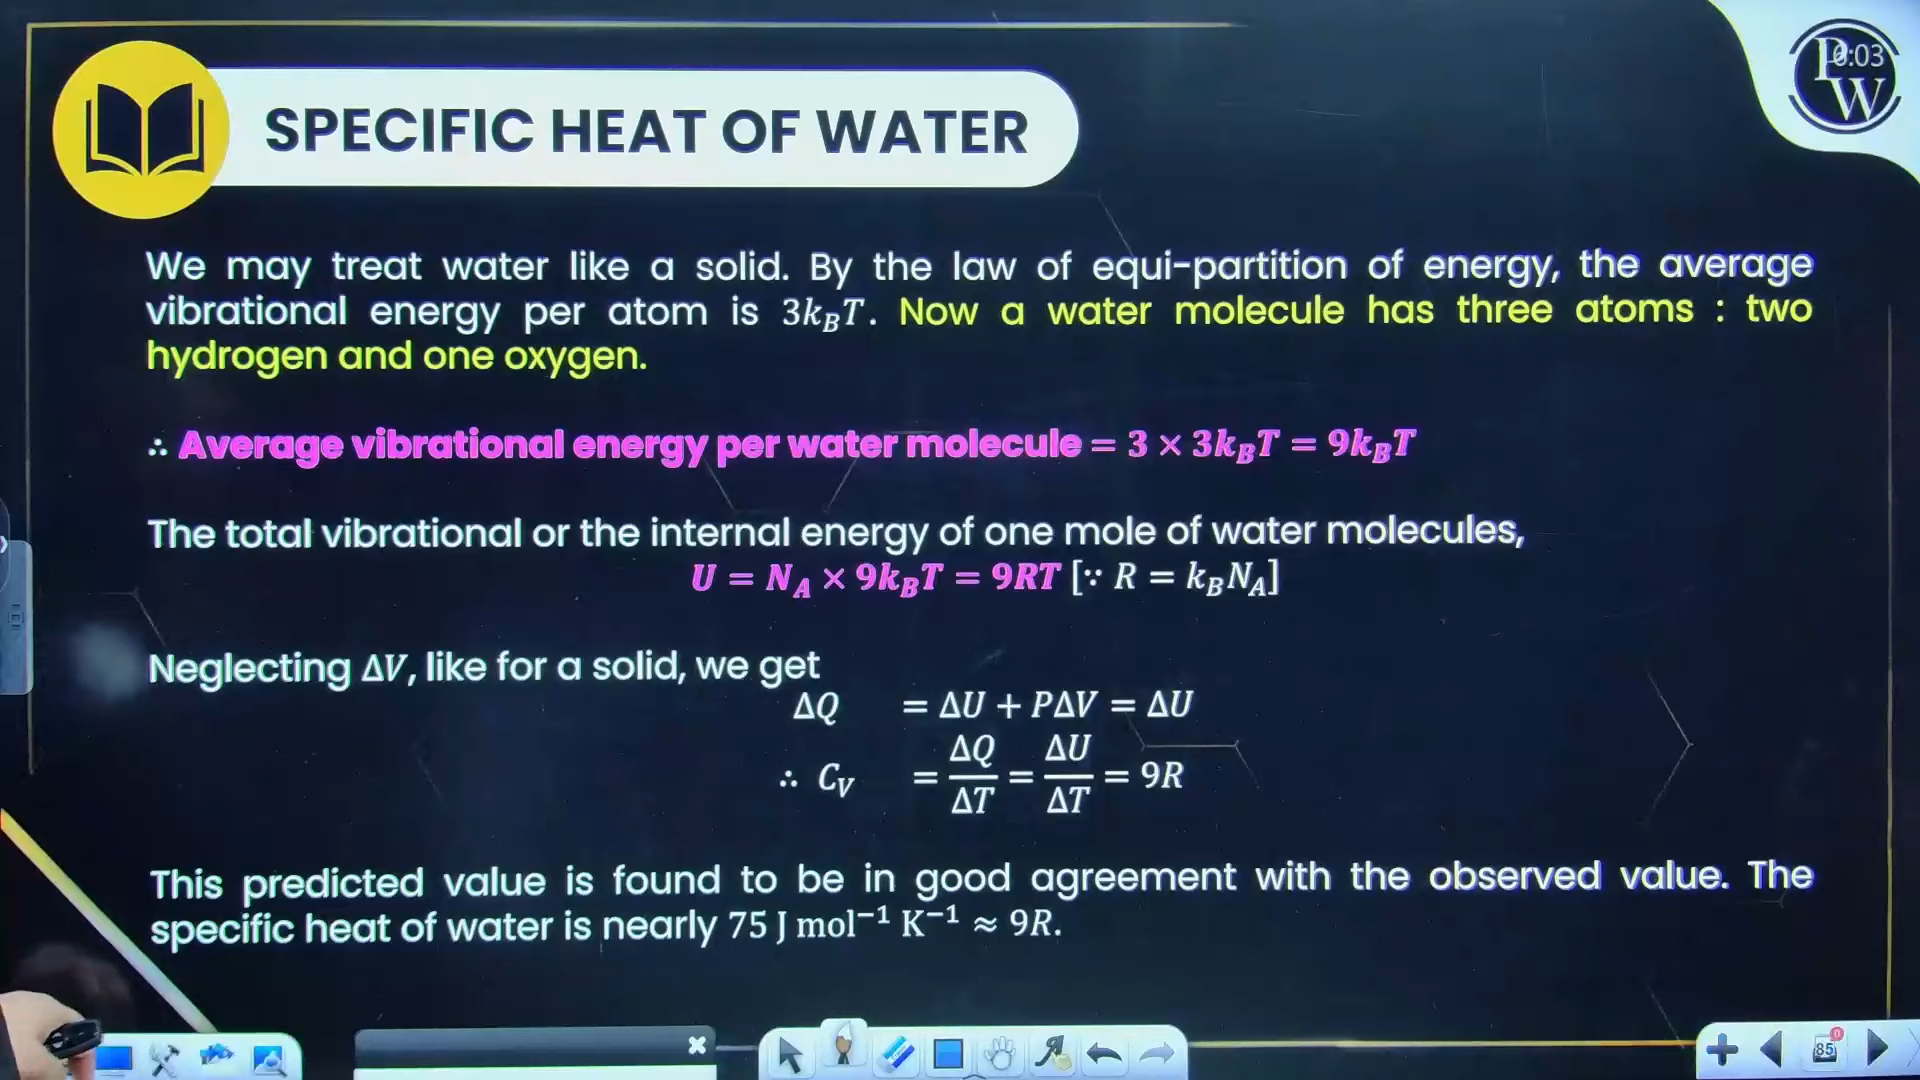 P
W
6:03
SPECIFIC HEAT OF WATER
We may treat water like a solid. By the law of equi-partition of energy, the average
vibrational energy per atom is 3k_BT. Now a water molecule has three atoms : two
hydrogen and one oxygen.
∴ Average vibrational energy per water molecule = 3 × 3k_BT = 9k_BT
The total vibrational or the internal energy of one mole of water molecules,
U = N_A × 9k_BT = 9RT [∵ R = k_BN_A]
Neglecting ΔV, like for a solid, we get
ΔQ = ΔU + PΔV = ΔU
∴ C_V = ΔQ/ΔT = ΔU/ΔT = 9R
This predicted value is found to be in good agreement with the observed value. The
specific heat of water is nearly 75 J mol⁻¹ K⁻¹ ≈ 9R.
0
85